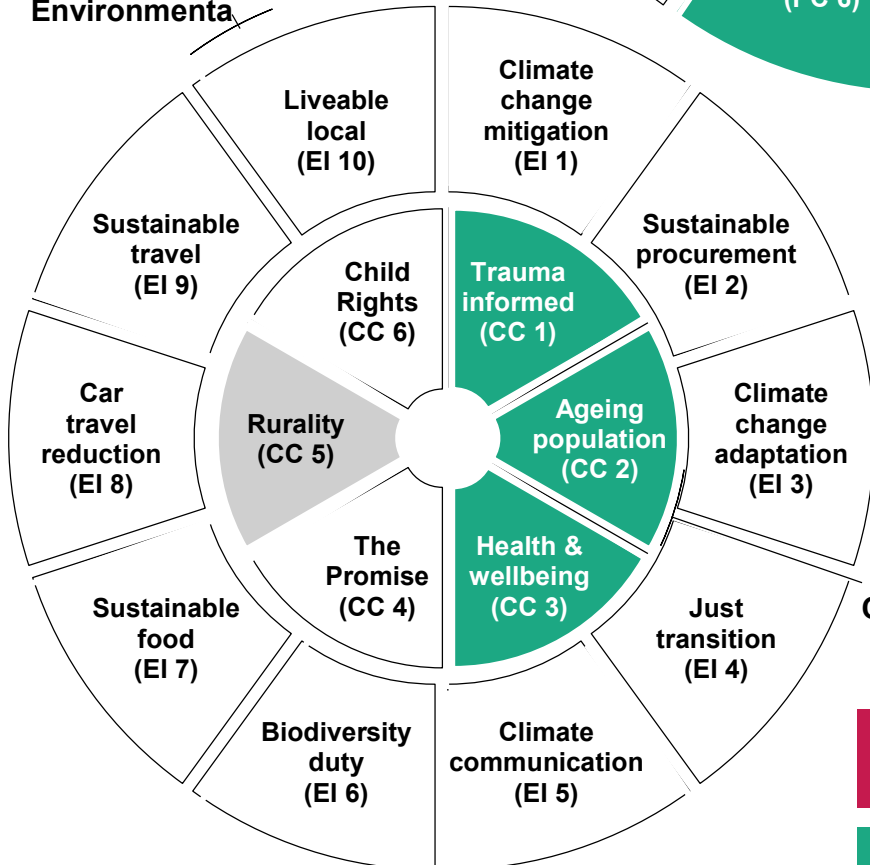 Environmenta
Climate
change
mitigation
(EI 1)
Sustainable
procurement
(EI 2)
Climate
change
adaptation
(EI 3)
Just
transition
(EI 4)
Climate
communication
(EI 5)
Biodiversity
duty
(EI 6)
Sustainable
food
(EI 7)
Car
travel
reduction
(EI 8)
Sustainable
travel
(EI 9)
Liveable
local
(EI 10)
Trauma
informed
(CC 1)
Ageing
population
(CC 2)
Health &
wellbeing
(CC 3)
The
Promise
(CC 4)
Rurality
(CC 5)
Child
Rights
(CC 6)